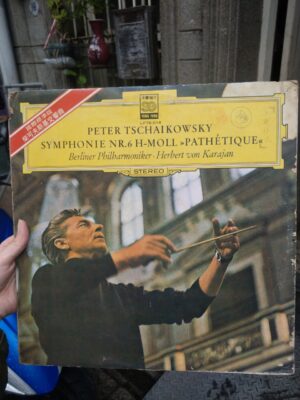 PETER TSCHAIKOWSKY
SYMPHONIE NR.6 H-MOLL »PATHÉTIQUE«
Berliner Philharmoniker · Herbert von Karajan
STEREO